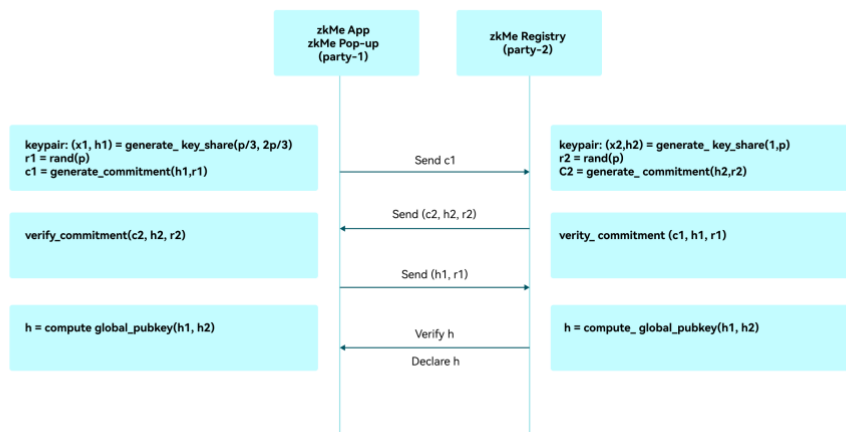 zkMe App
zkMe Pop-up
(party-1)
zkMe Registry
(party-2)
keypair: (x1, h1) = generate_ key_share(p/3, 2p/3)
r1 = rand(p)
c1 = generate_commitment(h1,r1)
Send c1
keypair: (x2,h2) = generate_ key_share(1,p)
r2 = rand(p)
C2 = generate_ commitment(h2,r2)
verify_commitment(c2, h2, r2)
Send (c2, h2, r2)
verity_ commitment (c1, h1, r1)
Send (h1, r1)
h = compute global_pubkey(h1, h2)
Verify h
Declare h
h = compute_ global_pubkey(h1, h2)